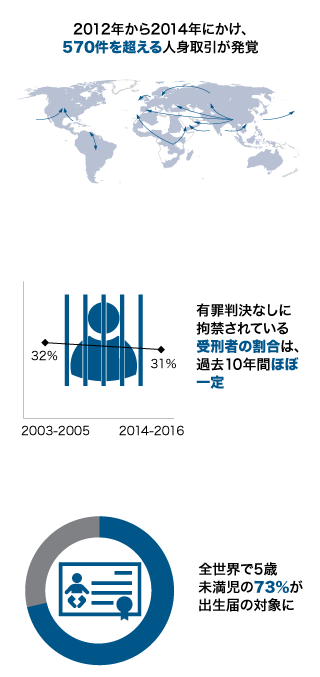 2012年から2014年にかけ、
570件を超える人身取引が発覚
有罪判決なしに
拘禁されている
受刑者の割合は、
過去10年間ほぼ
一定
32%
31%
2003-2005
2014-2016
全世界で5歳
未満児の73%が
出生届の対象に